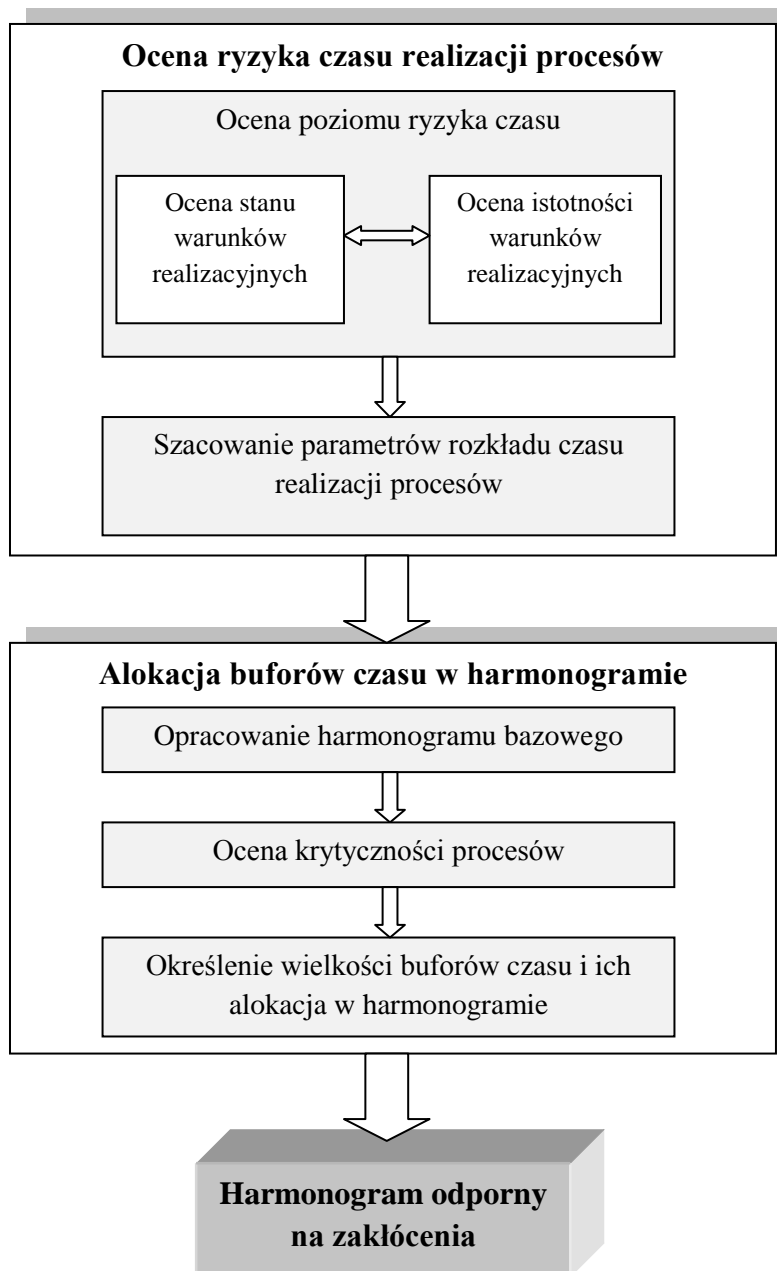 Ocena ryzyka czasu realizacji procesów
Ocena poziomu ryzyka czasu
Ocena stanu
warunków
realizacyjnych
Ocena istotności
warunków
realizacyjnych
Szacowanie parametrów rozkładu czasu
realizacji procesów
Alokacja buforów czasu w harmonogramie
Opracowanie harmonogramu bazowego
Ocena krytyczności procesów
Określenie wielkości buforów czasu i ich
alokacja w harmonogramie
Harmonogram odporny
na zakłócenia